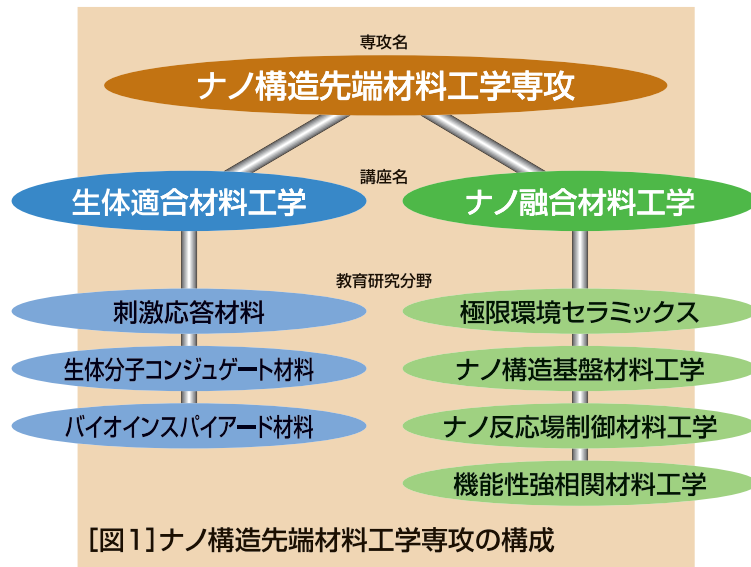 専攻名
ナノ構造先端材料工学専攻
講座名
生体適合材料工学
ナノ融合材料工学
教育研究分野
刺激応答材料
生体分子コンジュゲート材料
バイオインスパイアード材料
極限環境セラミックス
ナノ構造基盤材料工学
ナノ反応場制御材料工学
機能性強相関材料工学
[図1]ナノ構造先端材料工学専攻の構成